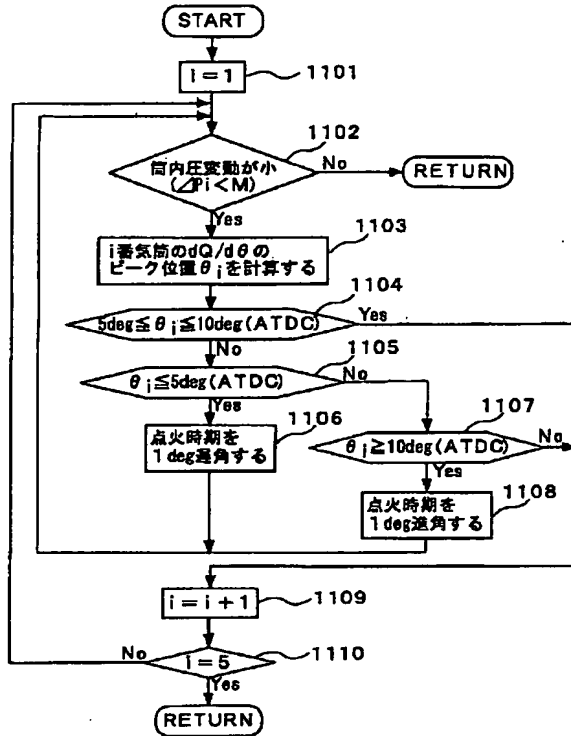 START
i=1
1101
1102
筒内圧変動が小
(⊿Pi<M)
No
RETURN
Yes
1103
i番気筒のdQ/dθの
ピーク位置θiを計算する
1104
5deg≦θi≦10deg(ATDC)
Yes
No
1105
θi≦5deg(ATDC)
No
Yes
1106
点火時期を
1deg遅角する
1107
θi≧10deg(ATDC)
No
Yes
1108
点火時期を
1deg進角する
i=i+1
1109
No
i=5
1110
Yes
RETURN